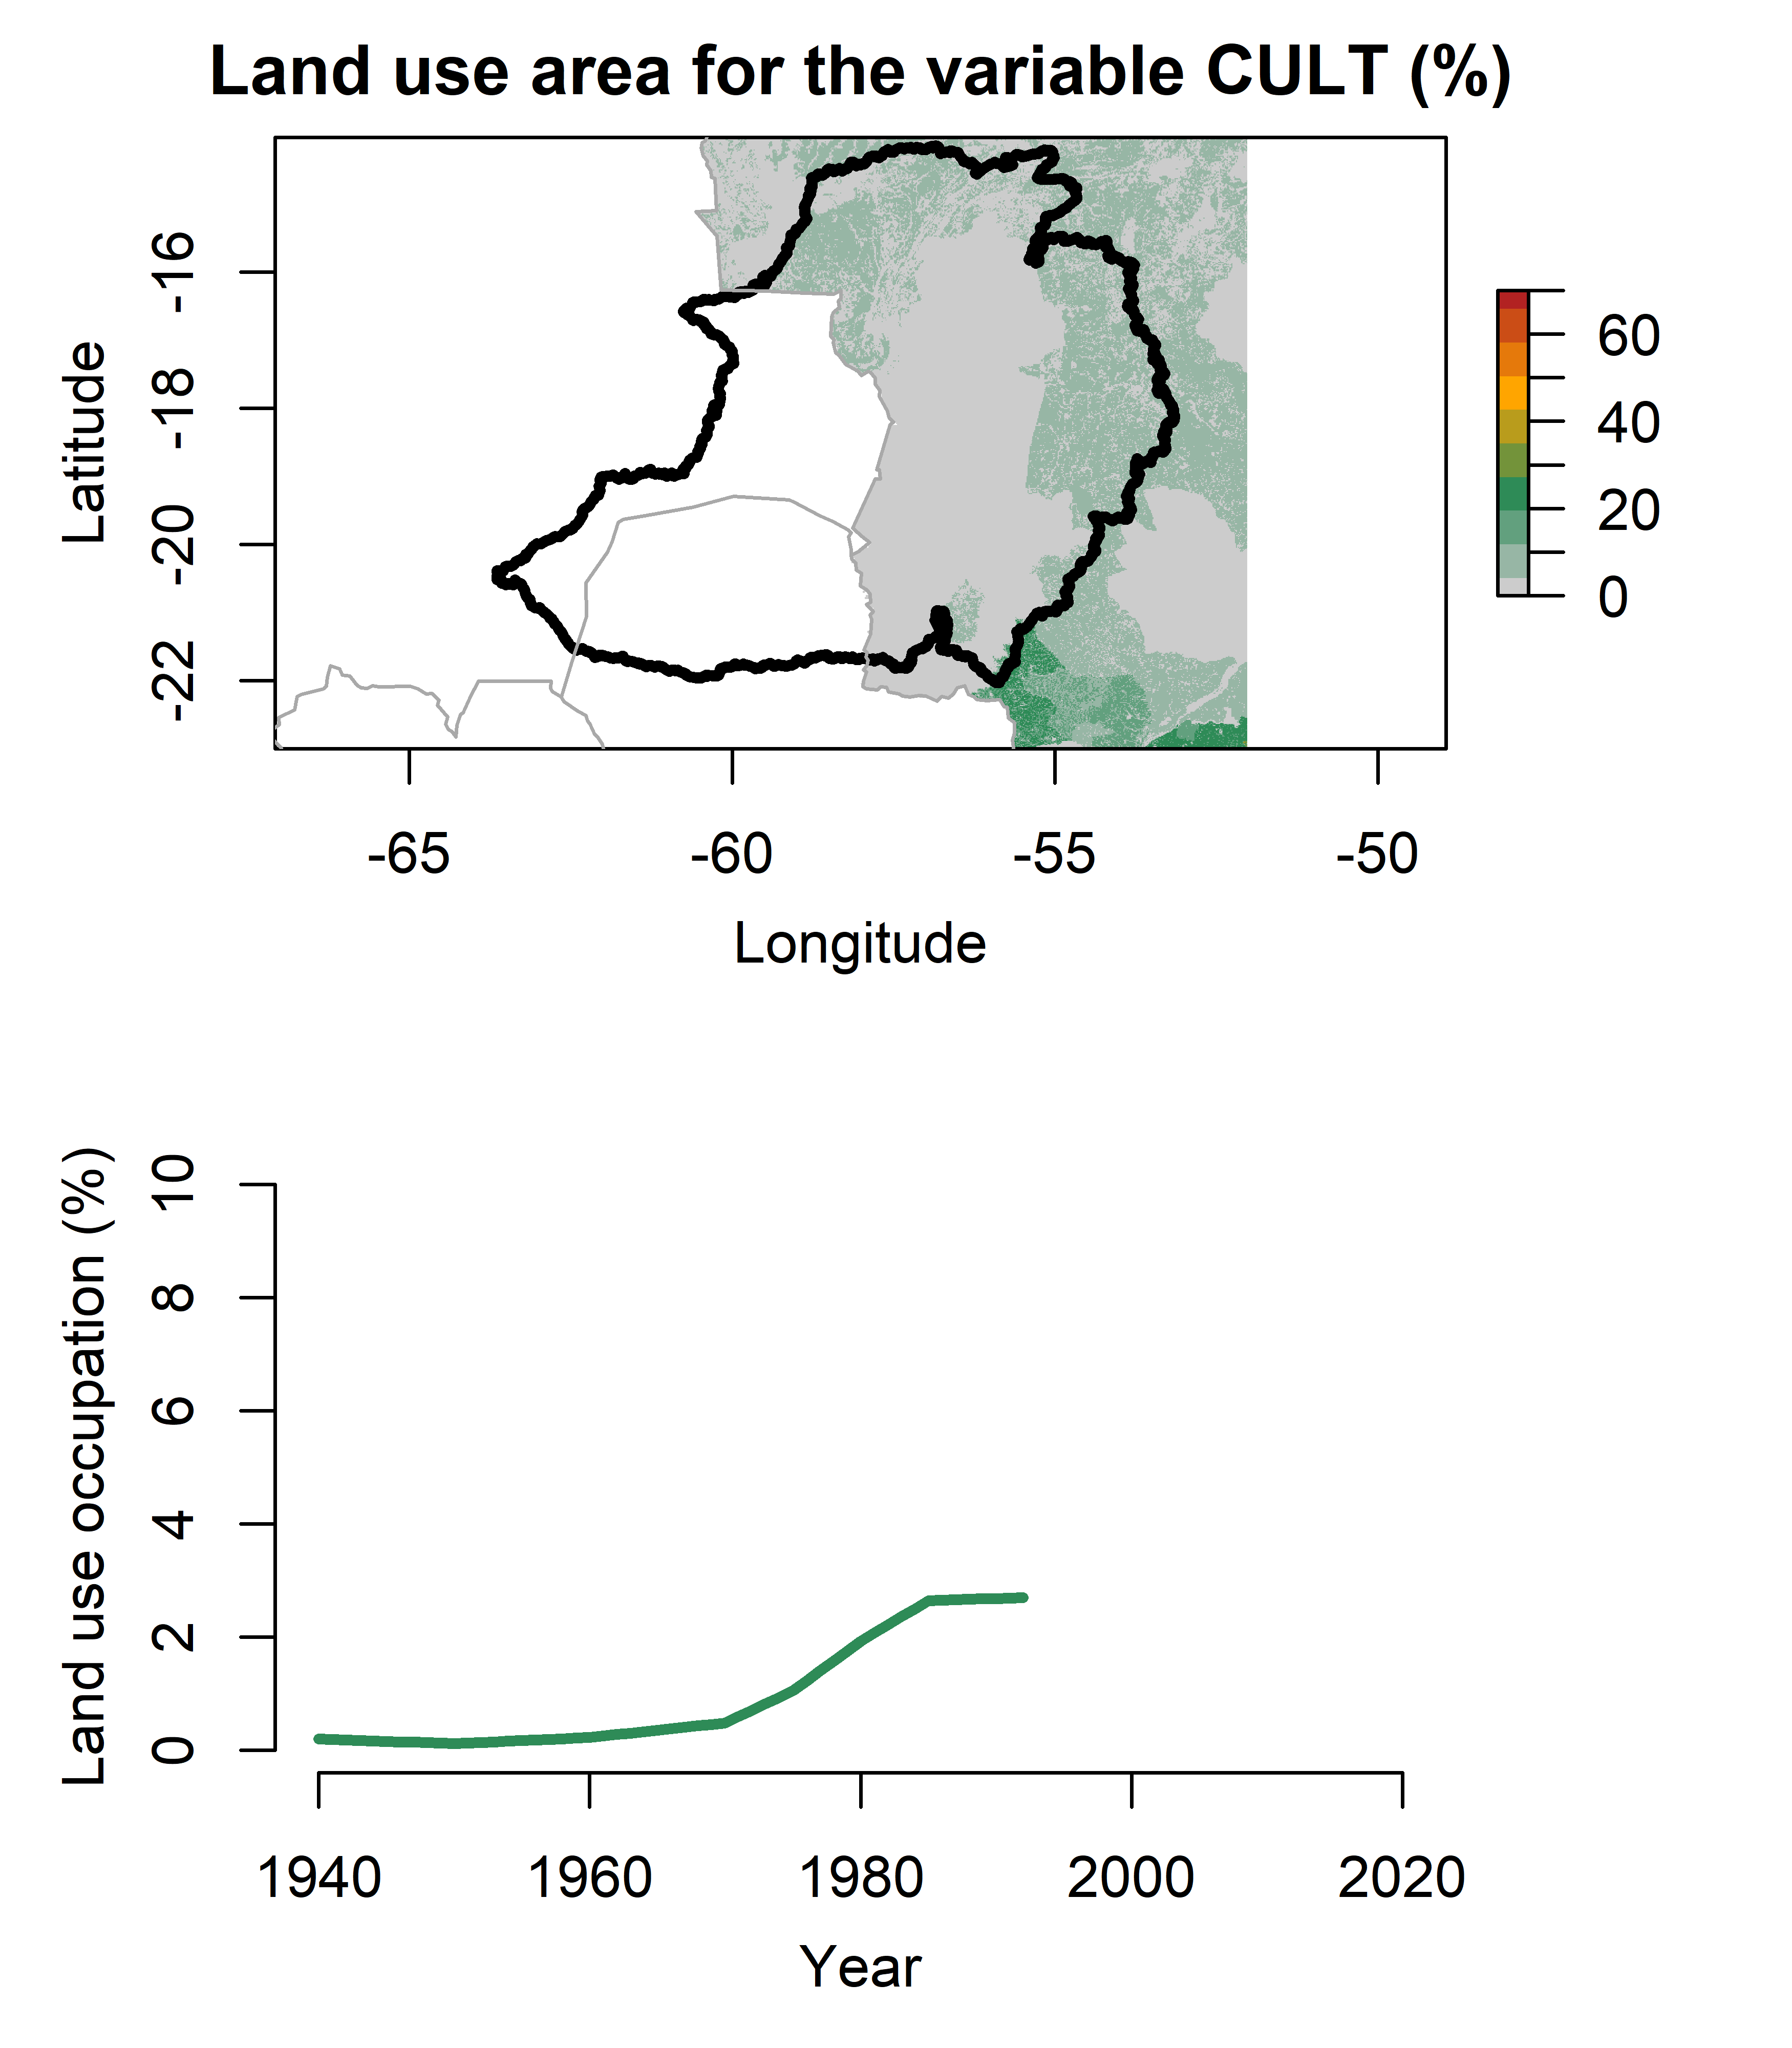 Land use area for the variable CULT (%)
Latitude
-16
-18
-20
-22
60
40
20
0
-65 -60 -55 -50
Longitude
Land use occupation (%)
10
8
6
4
2
0
1940 1960 1980 2000 2020
Year